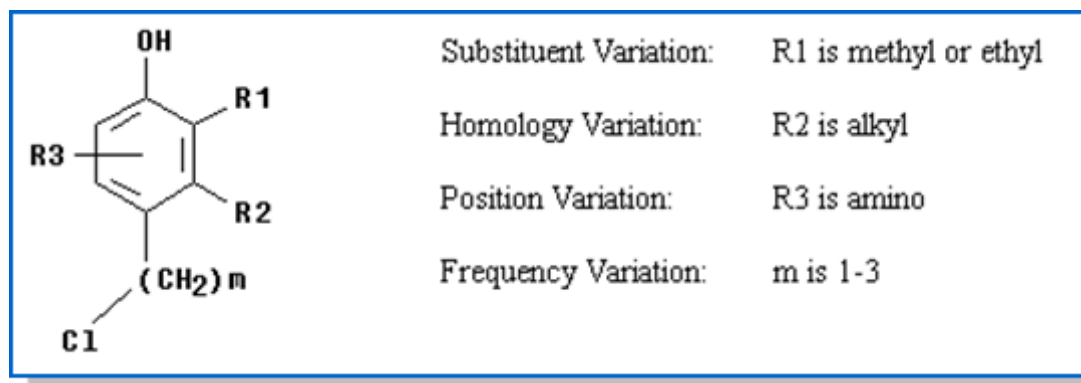 OH
R1
R3
R2
(CH2)m
Cl
Substituent Variation: R1 is methyl or ethyl
Homology Variation: R2 is alkyl
Position Variation: R3 is amino
Frequency Variation: m is 1-3